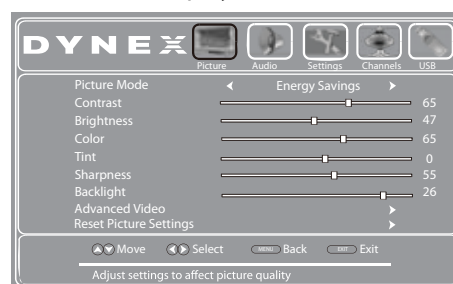 DYNEX
Picture Audio Settings Channels USB
Picture Mode Energy Savings
Contrast 65
Brightness 47
Color 65
Tint 0
Sharpness 55
Backlight 26
Advanced Video
Reset Picture Settings
Move Select MENU Back EXIT Exit
Adjust settings to affect picture quality